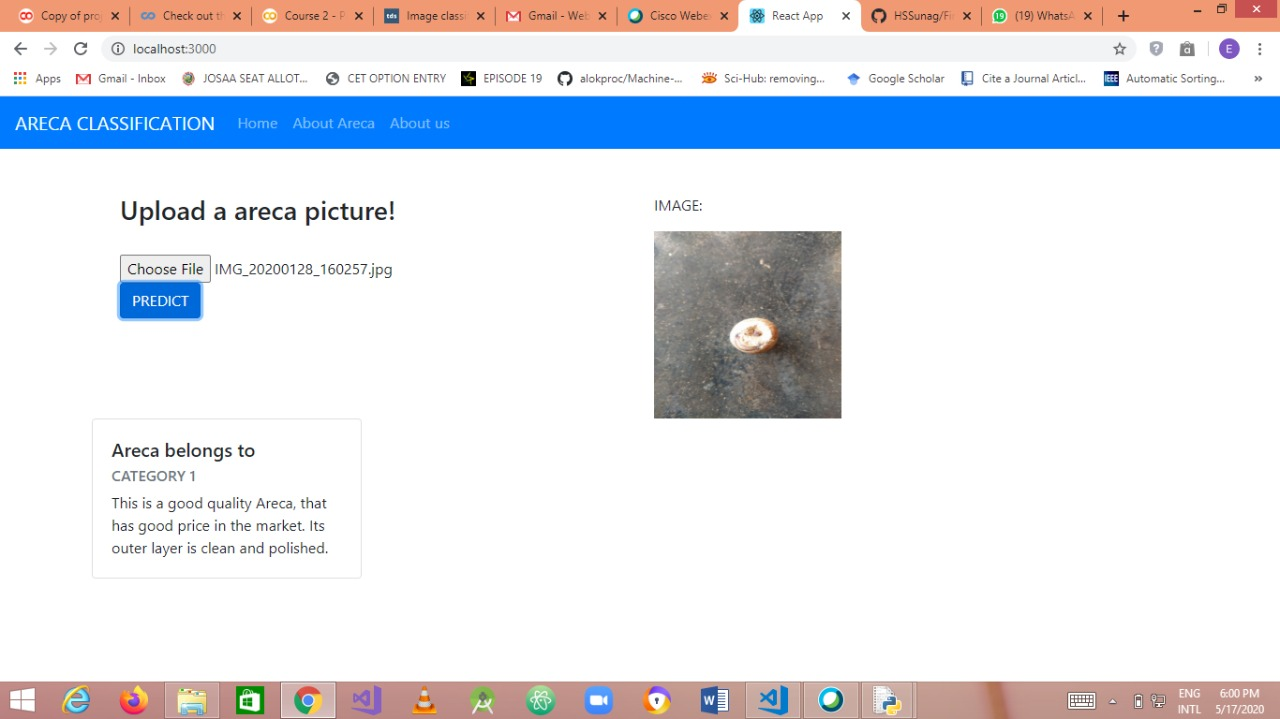 Copy of pro
Check out th
Course 2 - P
Image classi
Gmail - Web
Cisco Webe
React App
HSSunag/Fi
(19) WhatsA
localhost:3000
E
Apps
Gmail - Inbox
JOSAA SEAT ALLOT...
CET OPTION ENTRY
EPISODE 19
alokproc/Machine-...
Sci-Hub: removing...
Google Scholar
Cite a Journal Articl...
IEEE
Automatic Sorting...
»
ARECA CLASSIFICATION
Home
About Areca
About us
Upload a areca picture!
Choose File IMG_20200128_160257.jpg
PREDICT
IMAGE:
Areca belongs to
CATEGORY 1
This is a good quality Areca, that
has good price in the market. Its
outer layer is clean and polished.
ENG
INTL
6:00 PM
5/17/2020